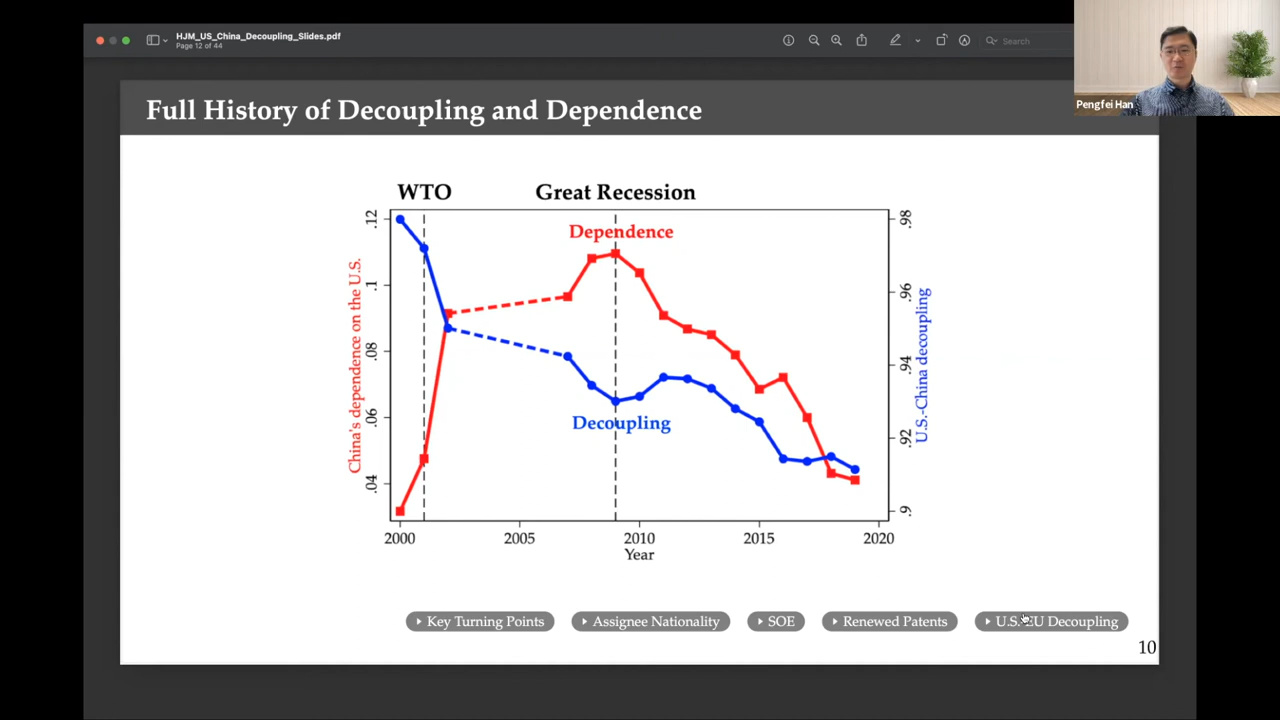 HJM_US_China_Decoupling_Slides.pdf
Page 12 of 44
Search
Pengfei Han
Full History of Decoupling and Dependence
WTO
Great Recession
Dependence
Decoupling
China's dependence on the U.S.
.12
.1
.08
.06
.04
U.S.-China decoupling
.98
.96
.94
.92
.9
2000
2005
2010
2015
2020
Year
Key Turning Points
Assignee Nationality
SOE
Renewed Patents
U.S.-EU Decoupling
10